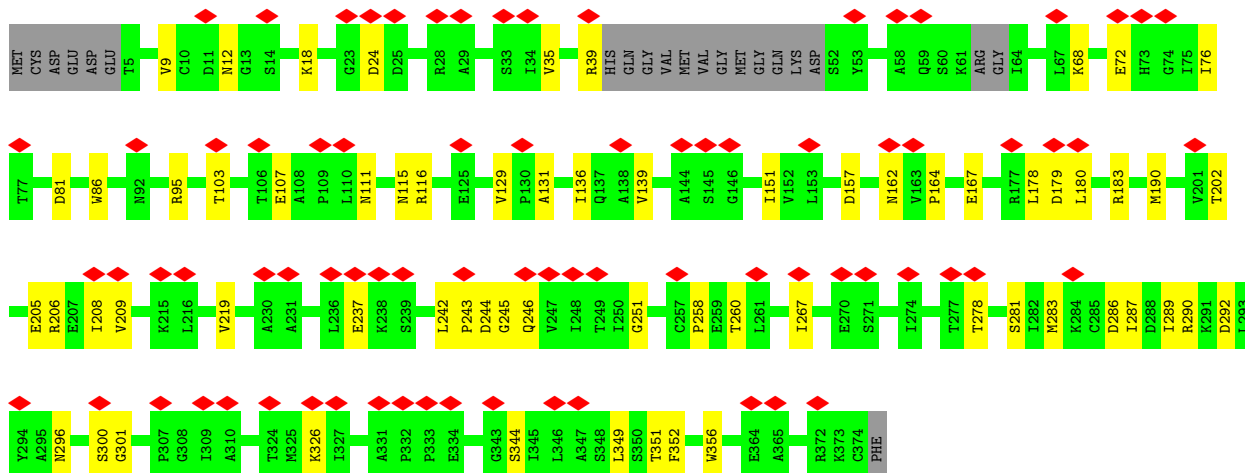 MET CYS ASP GLU ASP GLU T5 V9 C10 D11 N12 G13 S14 K18 G23 D24 D25 R28 A29 S33 I34 V35 R39 HIS GLN GLY VAL MET VAL GLY MET GLY GLN LYS ASP S52 Y53 A58 Q59 S60 K61 ARG GLY I64 L67 K68 E72 H73 G74 I75 I76
T77 D81 W86 N92 R95 T103 T106 E107 A108 P109 L110 N111 N115 R116 E125 V129 P130 A131 I136 Q137 A138 V139 A144 S145 G146 I151 V152 L153 D157 N162 V163 P164 E167 R177 L178 D179 L180 R183 M190 V201 T202
E205 R206 E207 I208 V209 K215 L216 V219 A230 A231 L236 E237 K238 S239 L242 P243 D244 G245 Q246 V247 I248 T249 I250 G251 C257 P258 E259 T260 L261 I267 E270 S271 I274 T277 T278 S281 I282 M283 K284 C285 D286 I287 D288 I289 R290 K291 D292 L293
Y294 A295 N296 S300 G301 P307 G308 I309 A310 T324 M325 K326 I327 A331 P332 P333 E334 G343 S344 I345 L346 A347 S348 L349 S350 T351 F352 W356 E364 A365 R372 K373 C374 PHE